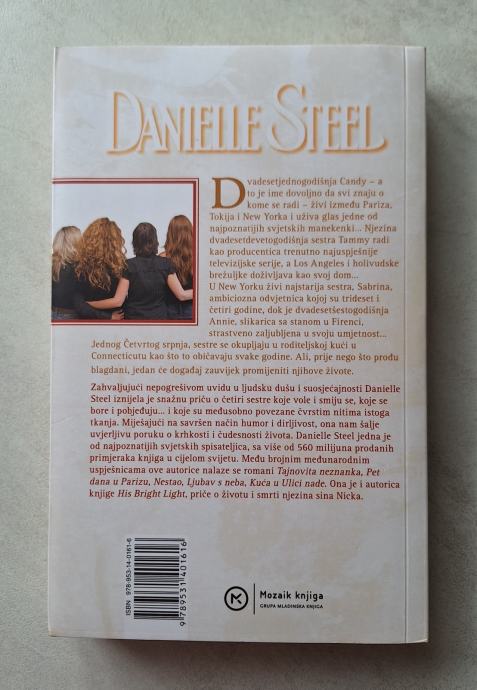 DANIELLE STEEL
Dvadesetjednogodišnja Candy – a
to je ime dovoljno da svi znaju o
kome se radi – živi između Pariza,
Tokija i New Yorka i uživa glas jedne od
najpoznatijih svjetskih manekenki... Njezina
dvadesetdevetogodišnja sestra Tammy radi
kao producentica trenutno najuspješnije
televizijske serije, a Los Angeles i holivudske
brežuljke doživljava kao svoj dom...
U New Yorku živi najstarija sestra, Sabrina,
ambiciozna odvjetnica kojoj su trideset i
četiri godine, dok je dvadesetšestogodišnja
Annie, slikarica sa stanom u Firenci,
strastveno zaljubljena u svoju umjetnost...
Jednog Četvrtog srpnja, sestre se okupljaju u roditeljskoj kući u
Connecticutu kao što to običavaju svake godine. Ali, prije nego što prođu
blagdani, jedan će događaj zauvijek promijeniti njihove živote.
Zahvaljujući nepogrešivom uvidu u ljudsku dušu i suosjećajnosti Danielle
Steel iznijela je snažnu priču o četiri sestre koje vole i smiju se, koje se
bore i pobjeđuju... i koje su međusobno povezane čvrstim nitima istoga
tkanja. Miješajući na savršen način humor i dirljivost, ona nam šalje
uvjerljivu poruku o krhkosti i čudesnosti života. Danielle Steel jedna je
od najpoznatijih svjetskih spisateljica, sa više od 560 milijuna prodanih
primjeraka knjiga u cijelom svijetu. Među brojnim međunarodnim
uspješnicama ove autorice nalaze se romani Tajnovita neznanka, Pet
dana u Parizu, Nestao, Ljubav s neba, Kuća u Ulici nade. Ona je i autorica
knjige His Bright Light, priče o životu i smrti njezina sina Nicka.
ISBN 978-953-14-0161-6
9 789531 401616
Mozaik knjiga
GRUPA MLADINSKA KNJIGA